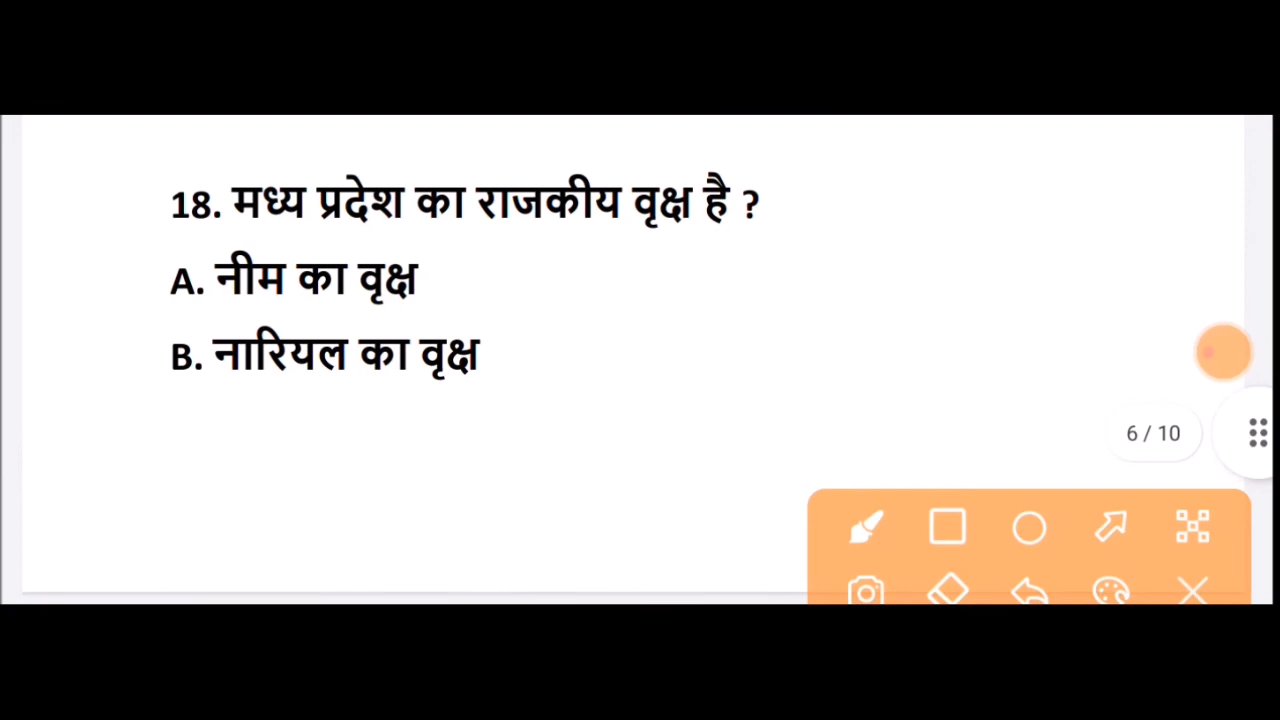 18. मध्य प्रदेश का राजकीय वृक्ष है ?
A. नीम का वृक्ष
B. नारियल का वृक्ष
6 / 10